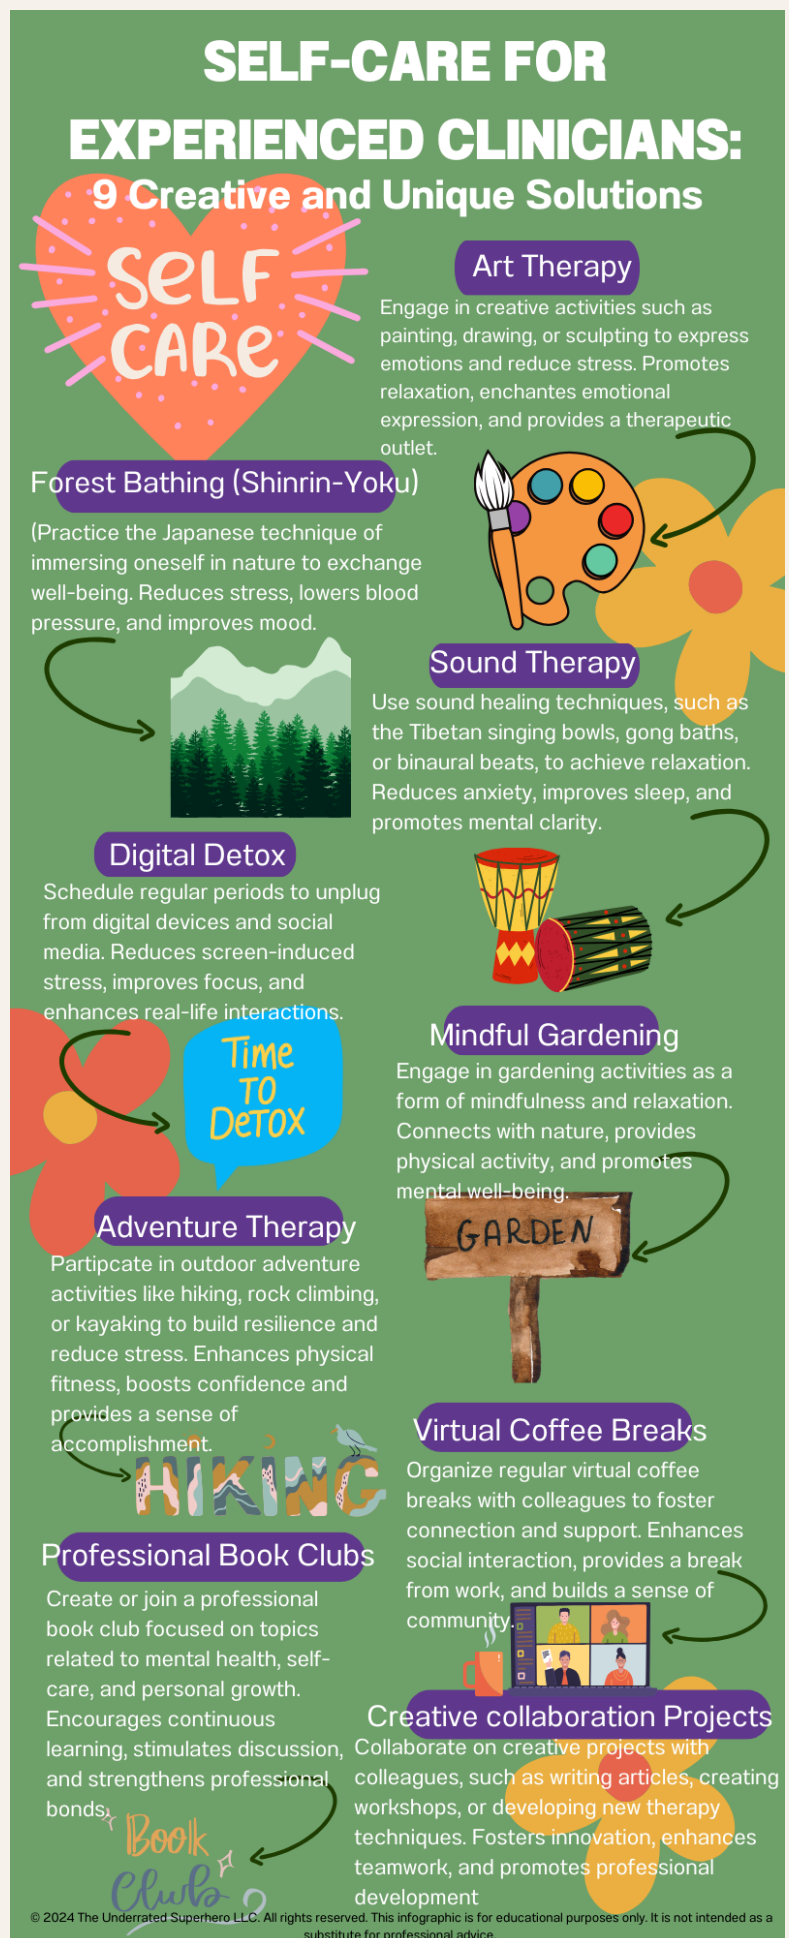 SELF-CARE FOR
EXPERIENCED CLINICIANS:
9 Creative and Unique Solutions
SeLF
CARe
Art Therapy
Engage in creative activities such as
painting, drawing, or sculpting to express
emotions and reduce stress. Promotes
relaxation, enchantes emotional
expression, and provides a therapeutic
outlet.
Forest Bathing (Shinrin-Yoku)
(Practice the Japanese technique of
immersing oneself in nature to exchange
well-being. Reduces stress, lowers blood
pressure, and improves mood.
Sound Therapy
Use sound healing techniques, such as
the Tibetan singing bowls, gong baths,
or binaural beats, to achieve relaxation.
Reduces anxiety, improves sleep, and
promotes mental clarity.
Digital Detox
Schedule regular periods to unplug
from digital devices and social
media. Reduces screen-induced
stress, improves focus, and
enhances real-life interactions.
Time
TO
DeTOX
Mindful Gardening
Engage in gardening activities as a
form of mindfulness and relaxation.
Connects with nature, provides
physical activity, and promotes
mental well-being.
GARDEN
Adventure Therapy
Partipcate in outdoor adventure
activities like hiking, rock climbing,
or kayaking to build resilience and
reduce stress. Enhances physical
fitness, boosts confidence and
provides a sense of
accomplishment.
HIKING
Virtual Coffee Breaks
Organize regular virtual coffee
breaks with colleagues to foster
connection and support. Enhances
social interaction, provides a break
from work, and builds a sense of
community.
Professional Book Clubs
Create or join a professional
book club focused on topics
related to mental health, self-
care, and personal growth.
Encourages continuous
learning, stimulates discussion,
and strengthens professional
bonds.
Book
Club
Creative collaboration Projects
Collaborate on creative projects with
colleagues, such as writing articles, creating
workshops, or developing new therapy
techniques. Fosters innovation, enhances
teamwork, and promotes professional
development
© 2024 The Underrated Superhero LLC. All rights reserved. This infographic is for educational purposes only. It is not intended as a
substitute for professional advice.